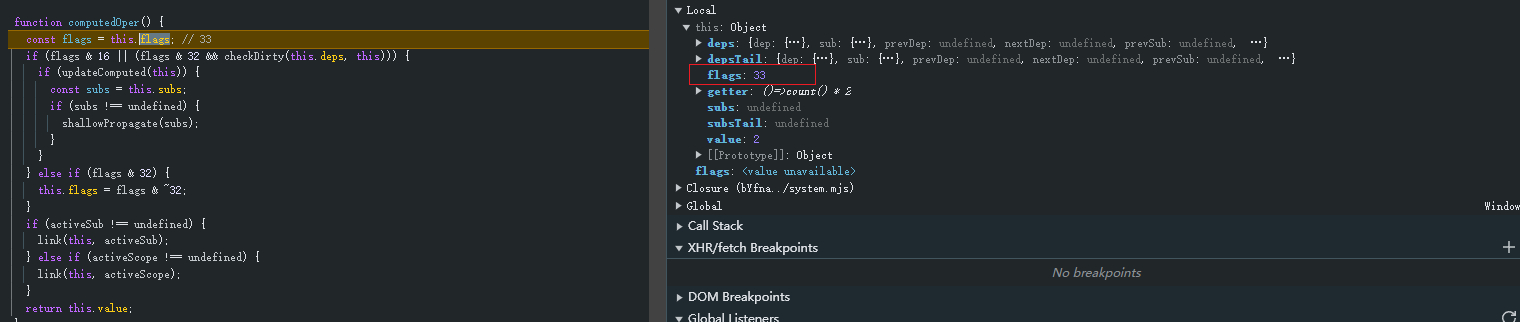 function computedOper() {
const flags = this.flags; // 33
if (flags & 16 || (flags & 32 && checkDirty(this.deps, this))) {
if (updateComputed(this)) {
const subs = this.subs;
if (subs !== undefined) {
shallowPropagate(subs);
}
}
} else if (flags & 32) {
this.flags = flags & ~32;
}
if (activeSub !== undefined) {
link(this, activeSub);
} else if (activeScope !== undefined) {
link(this, activeScope);
}
return this.value;
▼ Local
▼ this: Object
▶ deps: {dep: {…}, sub: {…}, prevDep: undefined, nextDep: undefined, prevSub: undefined, …}
▶ depsTail: {dep: {…}, sub: {…}, prevDep: undefined, nextDep: undefined, prevSub: undefined, …}
flags: 33
▶ getter: ()=>count() * 2
subs: undefined
subsTail: undefined
value: 2
▶ [[Prototype]]: Object
flags: <value unavailable>
▶ Closure (bYfna../system.mjs)
▶ Global Window
▶ Call Stack
▼ XHR/fetch Breakpoints
No breakpoints
▶ DOM Breakpoints
▼ Global Listeners